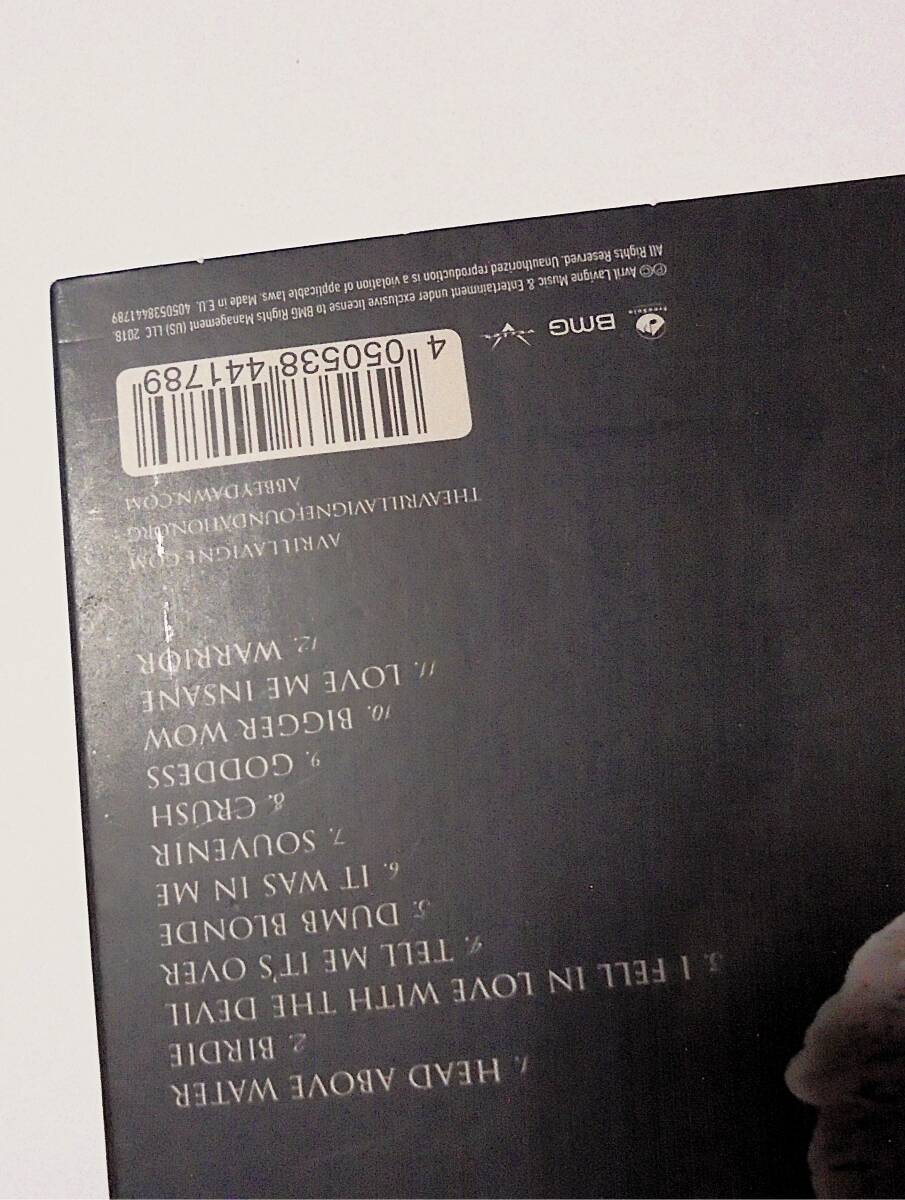 1. HEAD ABOVE WATER
2. BIRDIE
3. I FELL IN LOVE WITH THE DEVIL
4. TELL ME IT'S OVER
5. DUMB BLONDE
6. IT WAS IN ME
7. SOUVENIR
8. CRUSH
9. GODDESS
10. BIGGER WOW
11. LOVE ME INSANE
12. WARRIOR
AVRILLAVIGNE.COM
THEAVRILLAVIGNEFOUNDATION.ORG
ABBEYDAWN.COM
4 050538 441789
BMG
℗© Avril Lavigne Music & Entertainment under exclusive license to BMG Rights Management (US) LLC 2018.
All Rights Reserved. Unauthorized reproduction is a violation of applicable laws. Made in E.U. 4050538441789